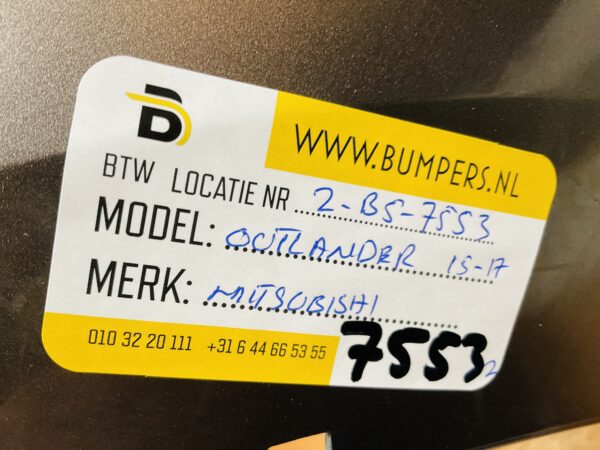 B
WWW.BUMPERS.NL
BTW LOCATIE NR 2-B5-7553
MODEL: OUTLANDER 15-17
MERK: MITSUBISHI
010 32 20 111 +31 6 44 66 53 55 7553 2